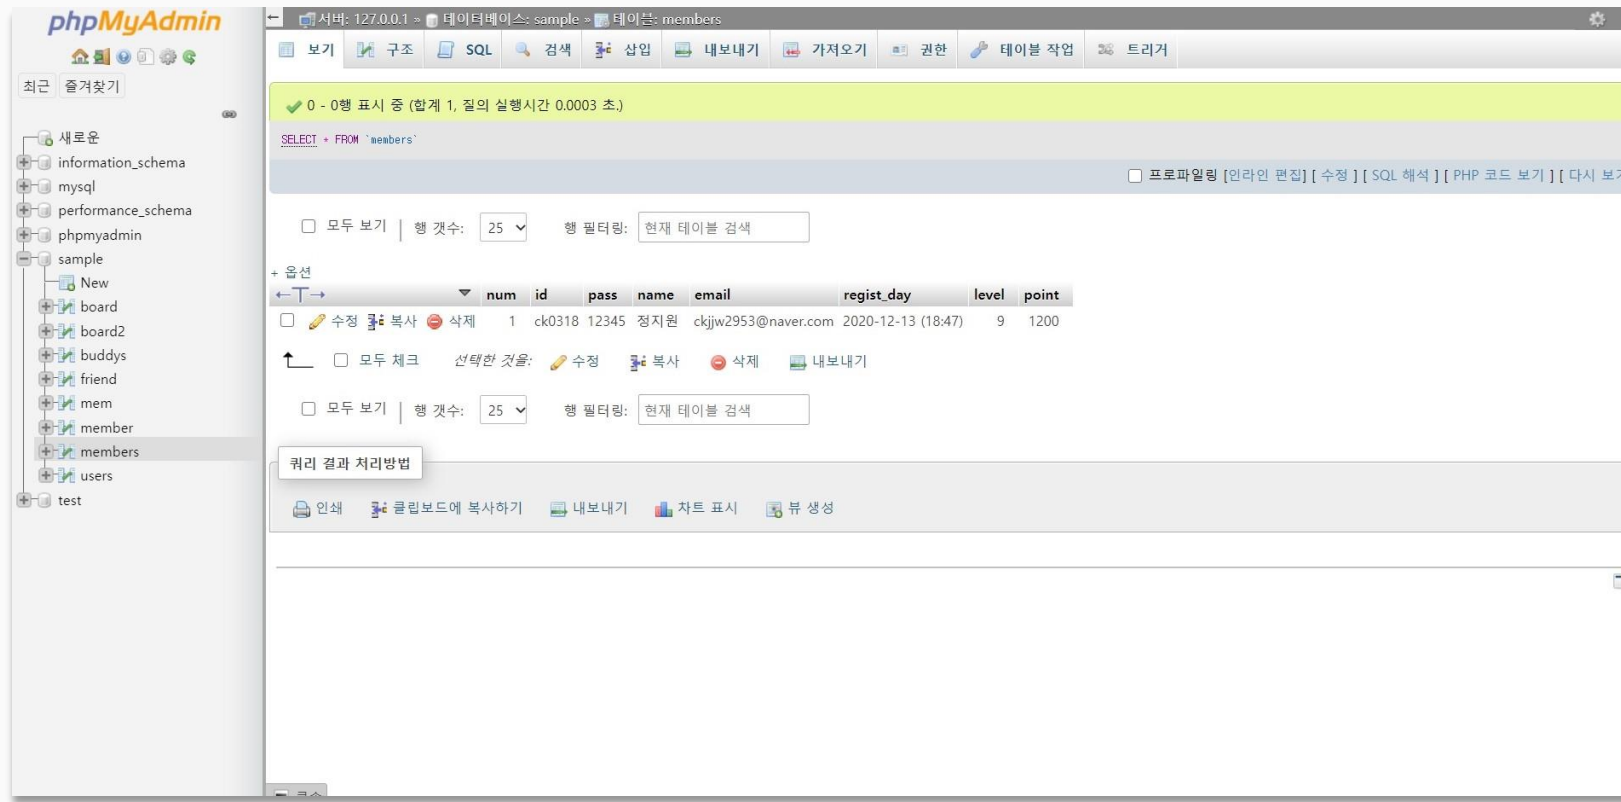 phpMyAdmin
최근 즐겨찾기
새로운
information_schema
mysql
performance_schema
phpmyadmin
sample
New
board
board2
buddys
friend
mem
member
members
users
test
서버: 127.0.0.1 » 데이터베이스: sample » 테이블: members
보기 구조 SQL 검색 삽입 내보내기 가져오기 권한 테이블 작업 트리거
0 - 0행 표시 중 (합계 1, 질의 실행시간 0.0003 초.)
SELECT * FROM `members`
프로파일링 [인라인 편집] [ 수정 ] [ SQL 해석 ] [ PHP 코드 보기 ] [ 다시 보기
모두 보기 | 행 갯수: 25 행 필터링: 현재 테이블 검색
+ 옵션
←T→ ▼ num id pass name email regist_day level point
수정 복사 삭제 1 ck0318 12345 정지원 ckjjw2953@naver.com 2020-12-13 (18:47) 9 1200
모두 체크 선택한 것을: 수정 복사 삭제 내보내기
모두 보기 | 행 갯수: 25 행 필터링: 현재 테이블 검색
쿼리 결과 처리방법
인쇄 클립보드에 복사하기 내보내기 차트 표시 뷰 생성